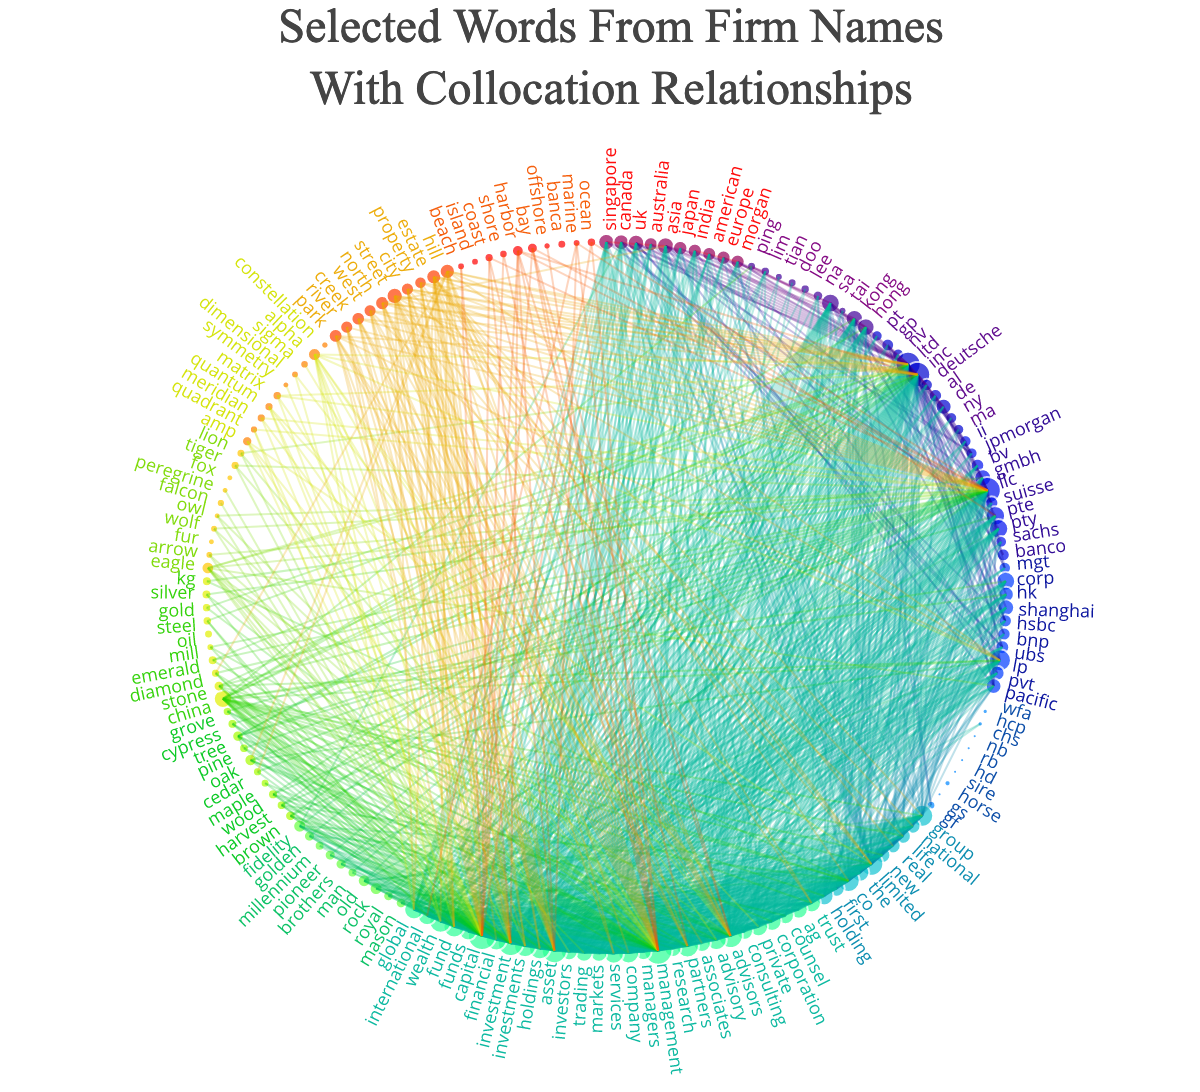 Selected Words From Firm Names
With Collocation Relationships
singapore
canada
uk
australia
asia
japan
india
american
europe
morgan
ping
lim
tian
doo
lee
na
sa
tai
kong
hong
pt
pvt
ltd
inc
deutsche
al
de
ny
ma
ii
jpmorgan
bv
gmbh
llc
suisse
pte
pty
sachs
banco
mgt
corp
hk
shanghai
hsbc
bnp
ubs
lp
pvt
pacific
wfa
hcp
chs
nb
rb
hd
sire
horse
group
national
life
real
new
limited
the
co
first
holding
trust
ag
counsel
corporation
private
consulting
advisors
advisory
associates
partners
research
management
managers
company
services
markets
trading
investors
asset
holdings
investments
investment
financial
capital
funds
fund
wealth
international
global
mason
royal
rock
old
man
brothers
pioneer
millennium
golden
fidelity
brown
harvest
wood
maple
cedar
oak
pine
tree
cypress
grove
china
stone
diamond
emerald
mill
oil
steel
gold
silver
kg
eagle
arrow
fur
wolf
owl
falcon
peregrine
fox
tiger
lion
amp
quadrant
meridian
quantum
matrix
symmetry
dimensional
sigma
alpha
constellation
park
river
creek
west
north
street
city
property
estate
hill
beach
island
coast
shore
harbor
bay
offshore
banca
marine
ocean